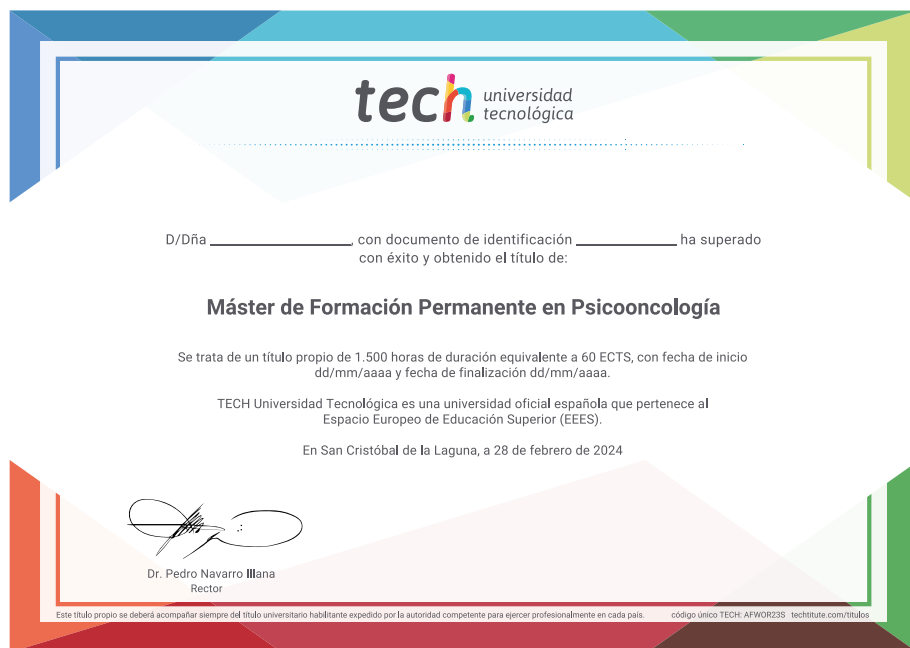 tech universidad
tecnológica
D/Dña ______________, con documento de identificación __________ ha superado
con éxito y obtenido el título de:
Máster de Formación Permanente en Psicooncología
Se trata de un título propio de 1.500 horas de duración equivalente a 60 ECTS, con fecha de inicio
dd/mm/aaaa y fecha de finalización dd/mm/aaaa.
TECH Universidad Tecnológica es una universidad oficial española que pertenece al
Espacio Europeo de Educación Superior (EEES).
En San Cristóbal de la Laguna, a 28 de febrero de 2024
Dr. Pedro Navarro Illana
Rector
Este título propio se deberá acompañar siempre del título universitario habilitante expedido por la autoridad competente para ejercer profesionalmente en cada país. código único TECH: AFWOR23S techtitute.com/titulos